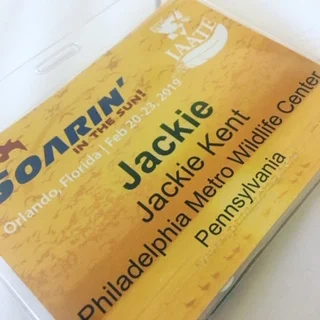 SOARIN'
IN THE SUN!
Orlando, Florida | Feb 20-23, 2019
IAATE
Jackie
Jackie Kent
Philadelphia Metro Wildlife Center
Pennsylvania